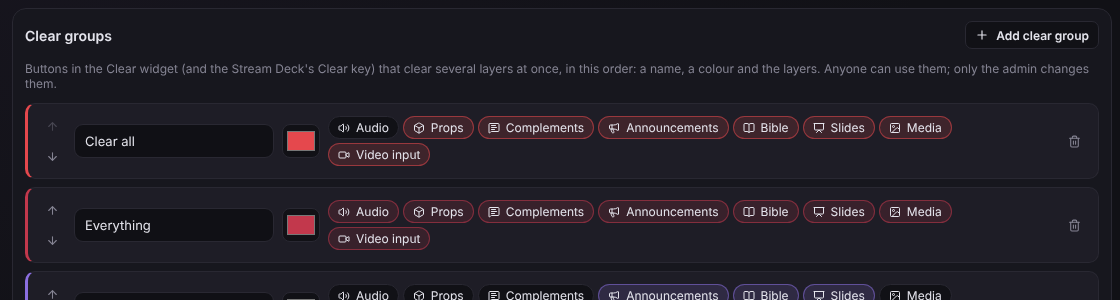 Clear groups
Add clear group
Buttons in the Clear widget (and the Stream Deck's Clear key) that clear several layers at once, in this order: a name, a colour and the layers. Anyone can use them; only the admin changes
them.
Clear all Audio Props Complements Announcements Bible Slides Media
Video input
Everything Audio Props Complements Announcements Bible Slides Media
Video input
Audio Props Complements Announcements Bible Slides Media